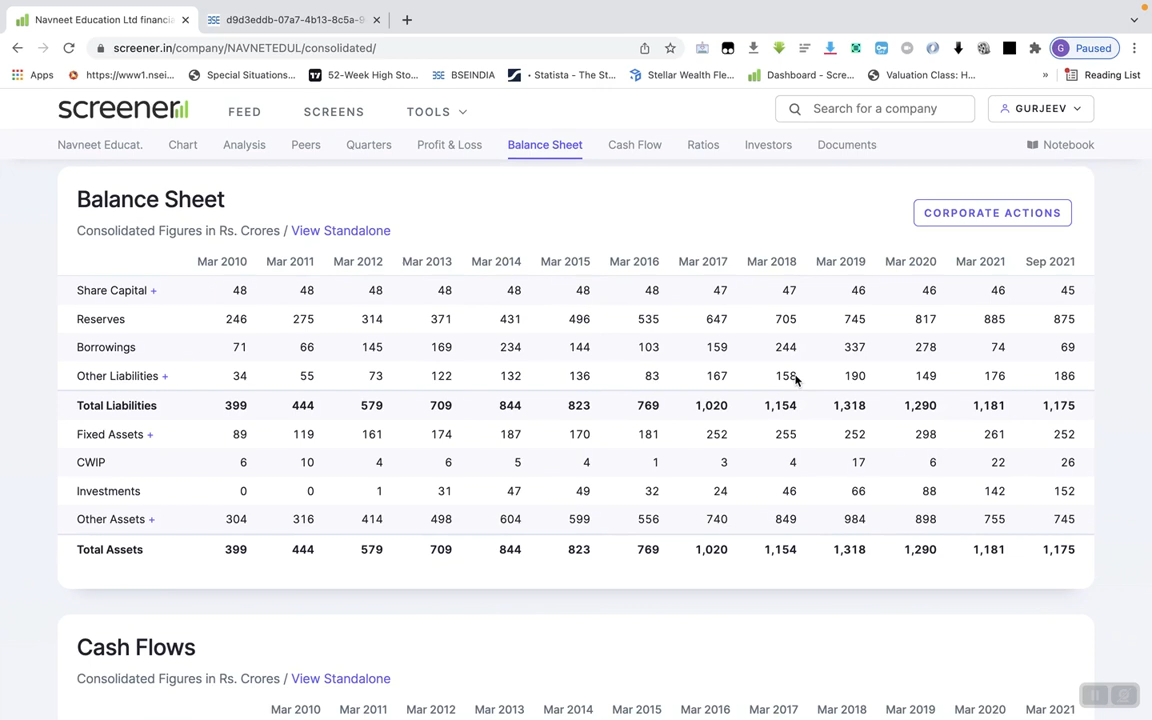 Navneet Education Ltd financia
d9d3eddb-07a7-4b13-8c5a-9
screener.in/company/NAVNETEDUL/consolidated/
G Paused
Apps https://www1.nsei... Special Situations... 52-Week High Sto... BSEINDIA - Statista - The St... Stellar Wealth Fle... Dashboard - Scre... Valuation Class: H... » Reading List
screener FEED SCREENS TOOLS Search for a company GURJEEV
Navneet Educat. Chart Analysis Peers Quarters Profit & Loss Balance Sheet Cash Flow Ratios Investors Documents Notebook
Balance Sheet
CORPORATE ACTIONS
Consolidated Figures in Rs. Crores / View Standalone
Mar 2010 Mar 2011 Mar 2012 Mar 2013 Mar 2014 Mar 2015 Mar 2016 Mar 2017 Mar 2018 Mar 2019 Mar 2020 Mar 2021 Sep 2021
Share Capital + 48 48 48 48 48 48 48 47 47 46 46 46 45
Reserves 246 275 314 371 431 496 535 647 705 745 817 885 875
Borrowings 71 66 145 169 234 144 103 159 244 337 278 74 69
Other Liabilities + 34 55 73 122 132 136 83 167 158 190 149 176 186
Total Liabilities 399 444 579 709 844 823 769 1,020 1,154 1,318 1,290 1,181 1,175
Fixed Assets + 89 119 161 174 187 170 181 252 255 252 298 261 252
CWIP 6 10 4 6 5 4 1 3 4 17 6 22 26
Investments 0 0 1 31 47 49 32 24 46 66 88 142 152
Other Assets + 304 316 414 498 604 599 556 740 849 984 898 755 745
Total Assets 399 444 579 709 844 823 769 1,020 1,154 1,318 1,290 1,181 1,175
Cash Flows
Consolidated Figures in Rs. Crores / View Standalone
Mar 2010 Mar 2011 Mar 2012 Mar 2013 Mar 2014 Mar 2015 Mar 2016 Mar 2017 Mar 2018 Mar 2019 Mar 2020 Mar 2021